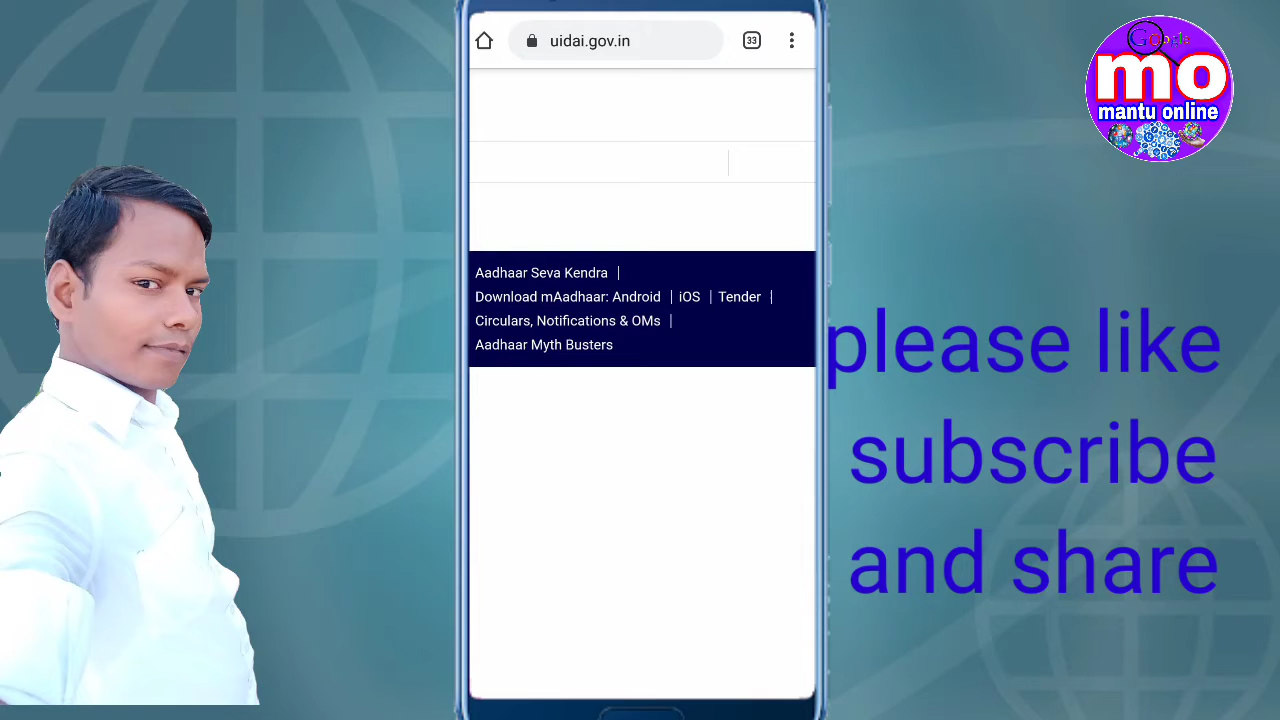 uidai.gov.in
33
Google
mo
mantu online
Aadhaar Seva Kendra |
Download mAadhaar: Android | iOS | Tender |
Circulars, Notifications & OMs |
Aadhaar Myth Busters
please like
subscribe
and share